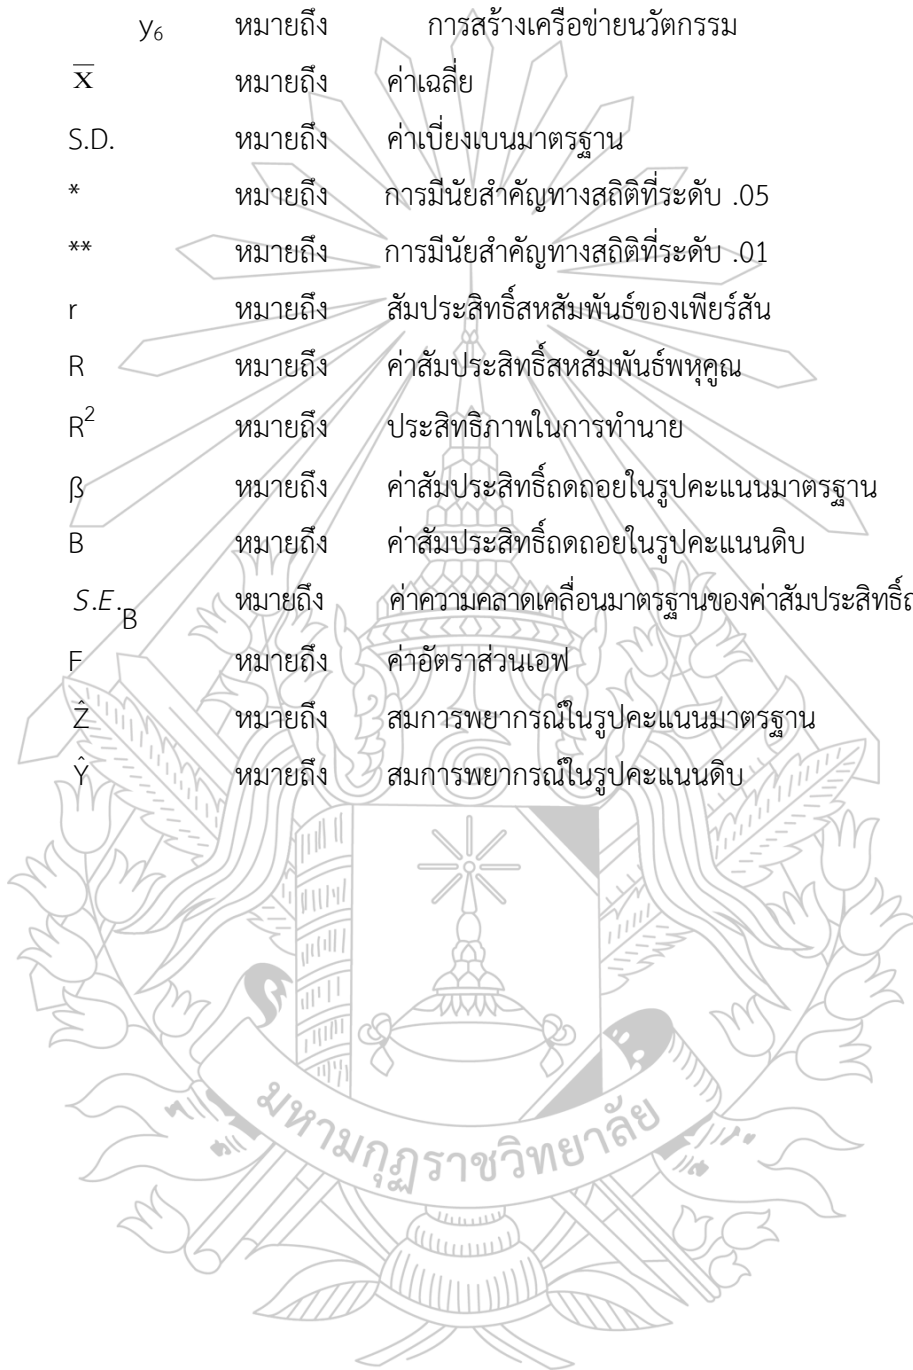 y₆ หมายถึง การสร้างเครือข่ายนวัตกรรม
x̄ หมายถึง ค่าเฉลี่ย
S.D. หมายถึง ค่าเบี่ยงเบนมาตรฐาน
* หมายถึง การมีนัยสำคัญทางสถิติที่ระดับ .05
** หมายถึง การมีนัยสำคัญทางสถิติที่ระดับ .01
r หมายถึง สัมประสิทธิ์สหสัมพันธ์ของเพียร์สัน
R หมายถึง ค่าสัมประสิทธิ์สหสัมพันธ์พหุคูณ
R² หมายถึง ประสิทธิภาพในการทำนาย
β หมายถึง ค่าสัมประสิทธิ์ถดถอยในรูปคะแนนมาตรฐาน
B หมายถึง ค่าสัมประสิทธิ์ถดถอยในรูปคะแนนดิบ
S.E.B หมายถึง ค่าความคลาดเคลื่อนมาตรฐานของค่าสัมประสิทธิ์
F หมายถึง ค่าอัตราส่วนเอฟ
Ẑ หมายถึง สมการพยากรณ์ในรูปคะแนนมาตรฐาน
Ŷ หมายถึง สมการพยากรณ์ในรูปคะแนนดิบ
มหามกุฏราชวิทยาลัย